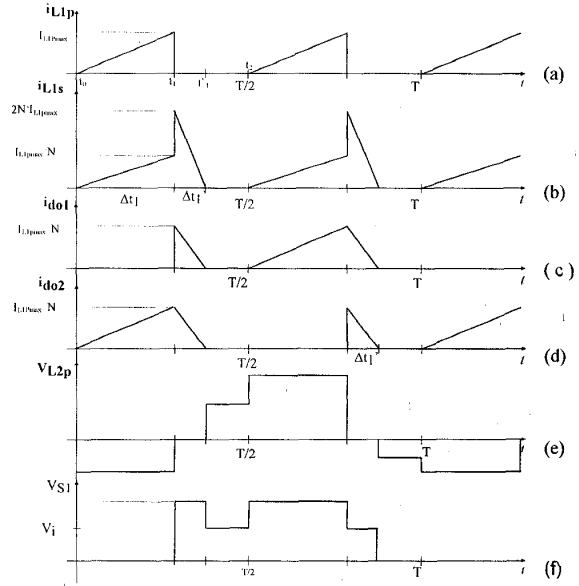 iL1p
IL1Pmax
t0 t1 t'1 t2
T/2 T t (a)
iL1s
2N·IL1pmax
IL1pmax·N
Δt1 Δt1' T/2 T t (b)
ido1
IL1pmax·N
T/2 T t (c)
ido2
IL1Pmax·N
T/2 Δt1' T t (d)
VL2p
T/2 T t (e)
VS1
Vi
T/2 T t (f)